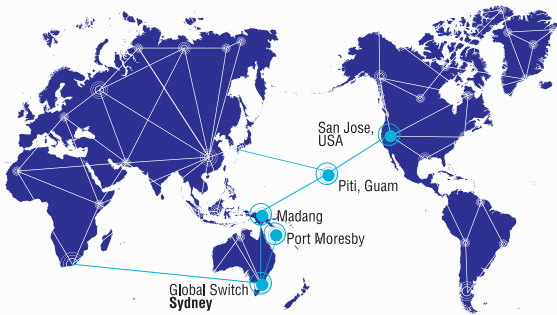 San Jose,
USA
Piti, Guam
Madang
Port Moresby
Global Switch
Sydney